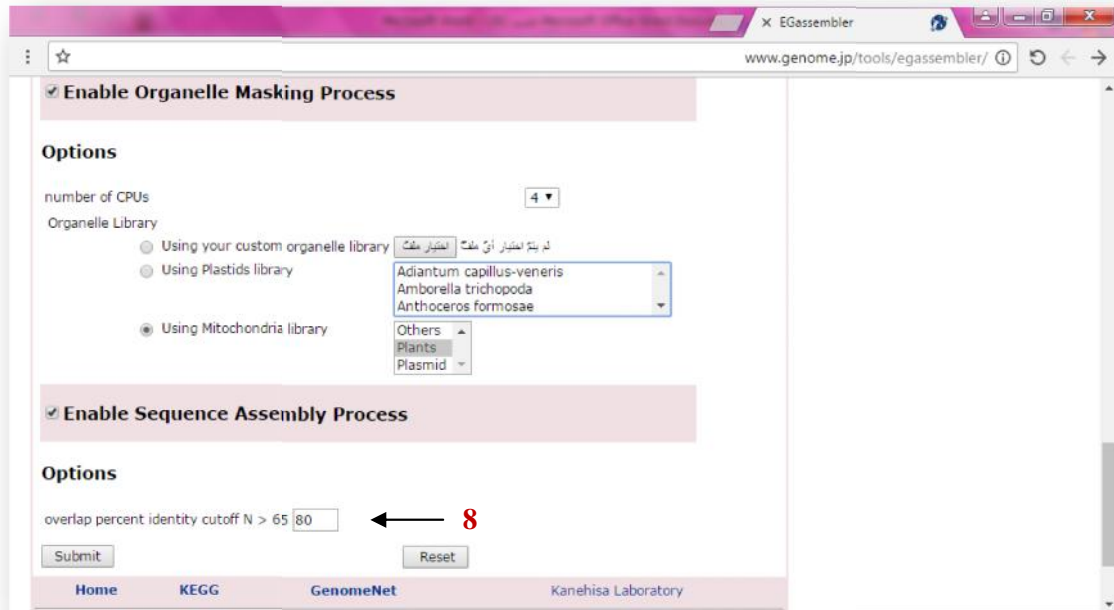 EGassembler
www.genome.jp/tools/egassembler/
Enable Organelle Masking Process
Options
number of CPUs 4
Organelle Library
Using your custom organelle library اختيار ملفّ لم يتمّ اختيار أيّ ملفّ
Using Plastids library
Adiantum capillus-veneris
Amborella trichopoda
Anthoceros formosae
Using Mitochondria library
Others
Plants
Plasmid
Enable Sequence Assembly Process
Options
overlap percent identity cutoff N > 65 80 8
Submit Reset
Home KEGG GenomeNet Kanehisa Laboratory